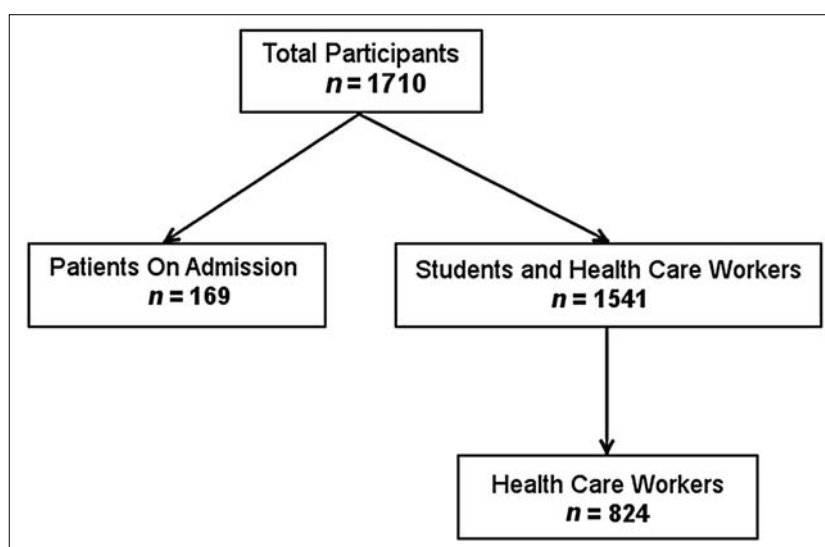 Total Participants
n = 1710
Patients On Admission
n = 169
Students and Health Care Workers
n = 1541
Health Care Workers
n = 824